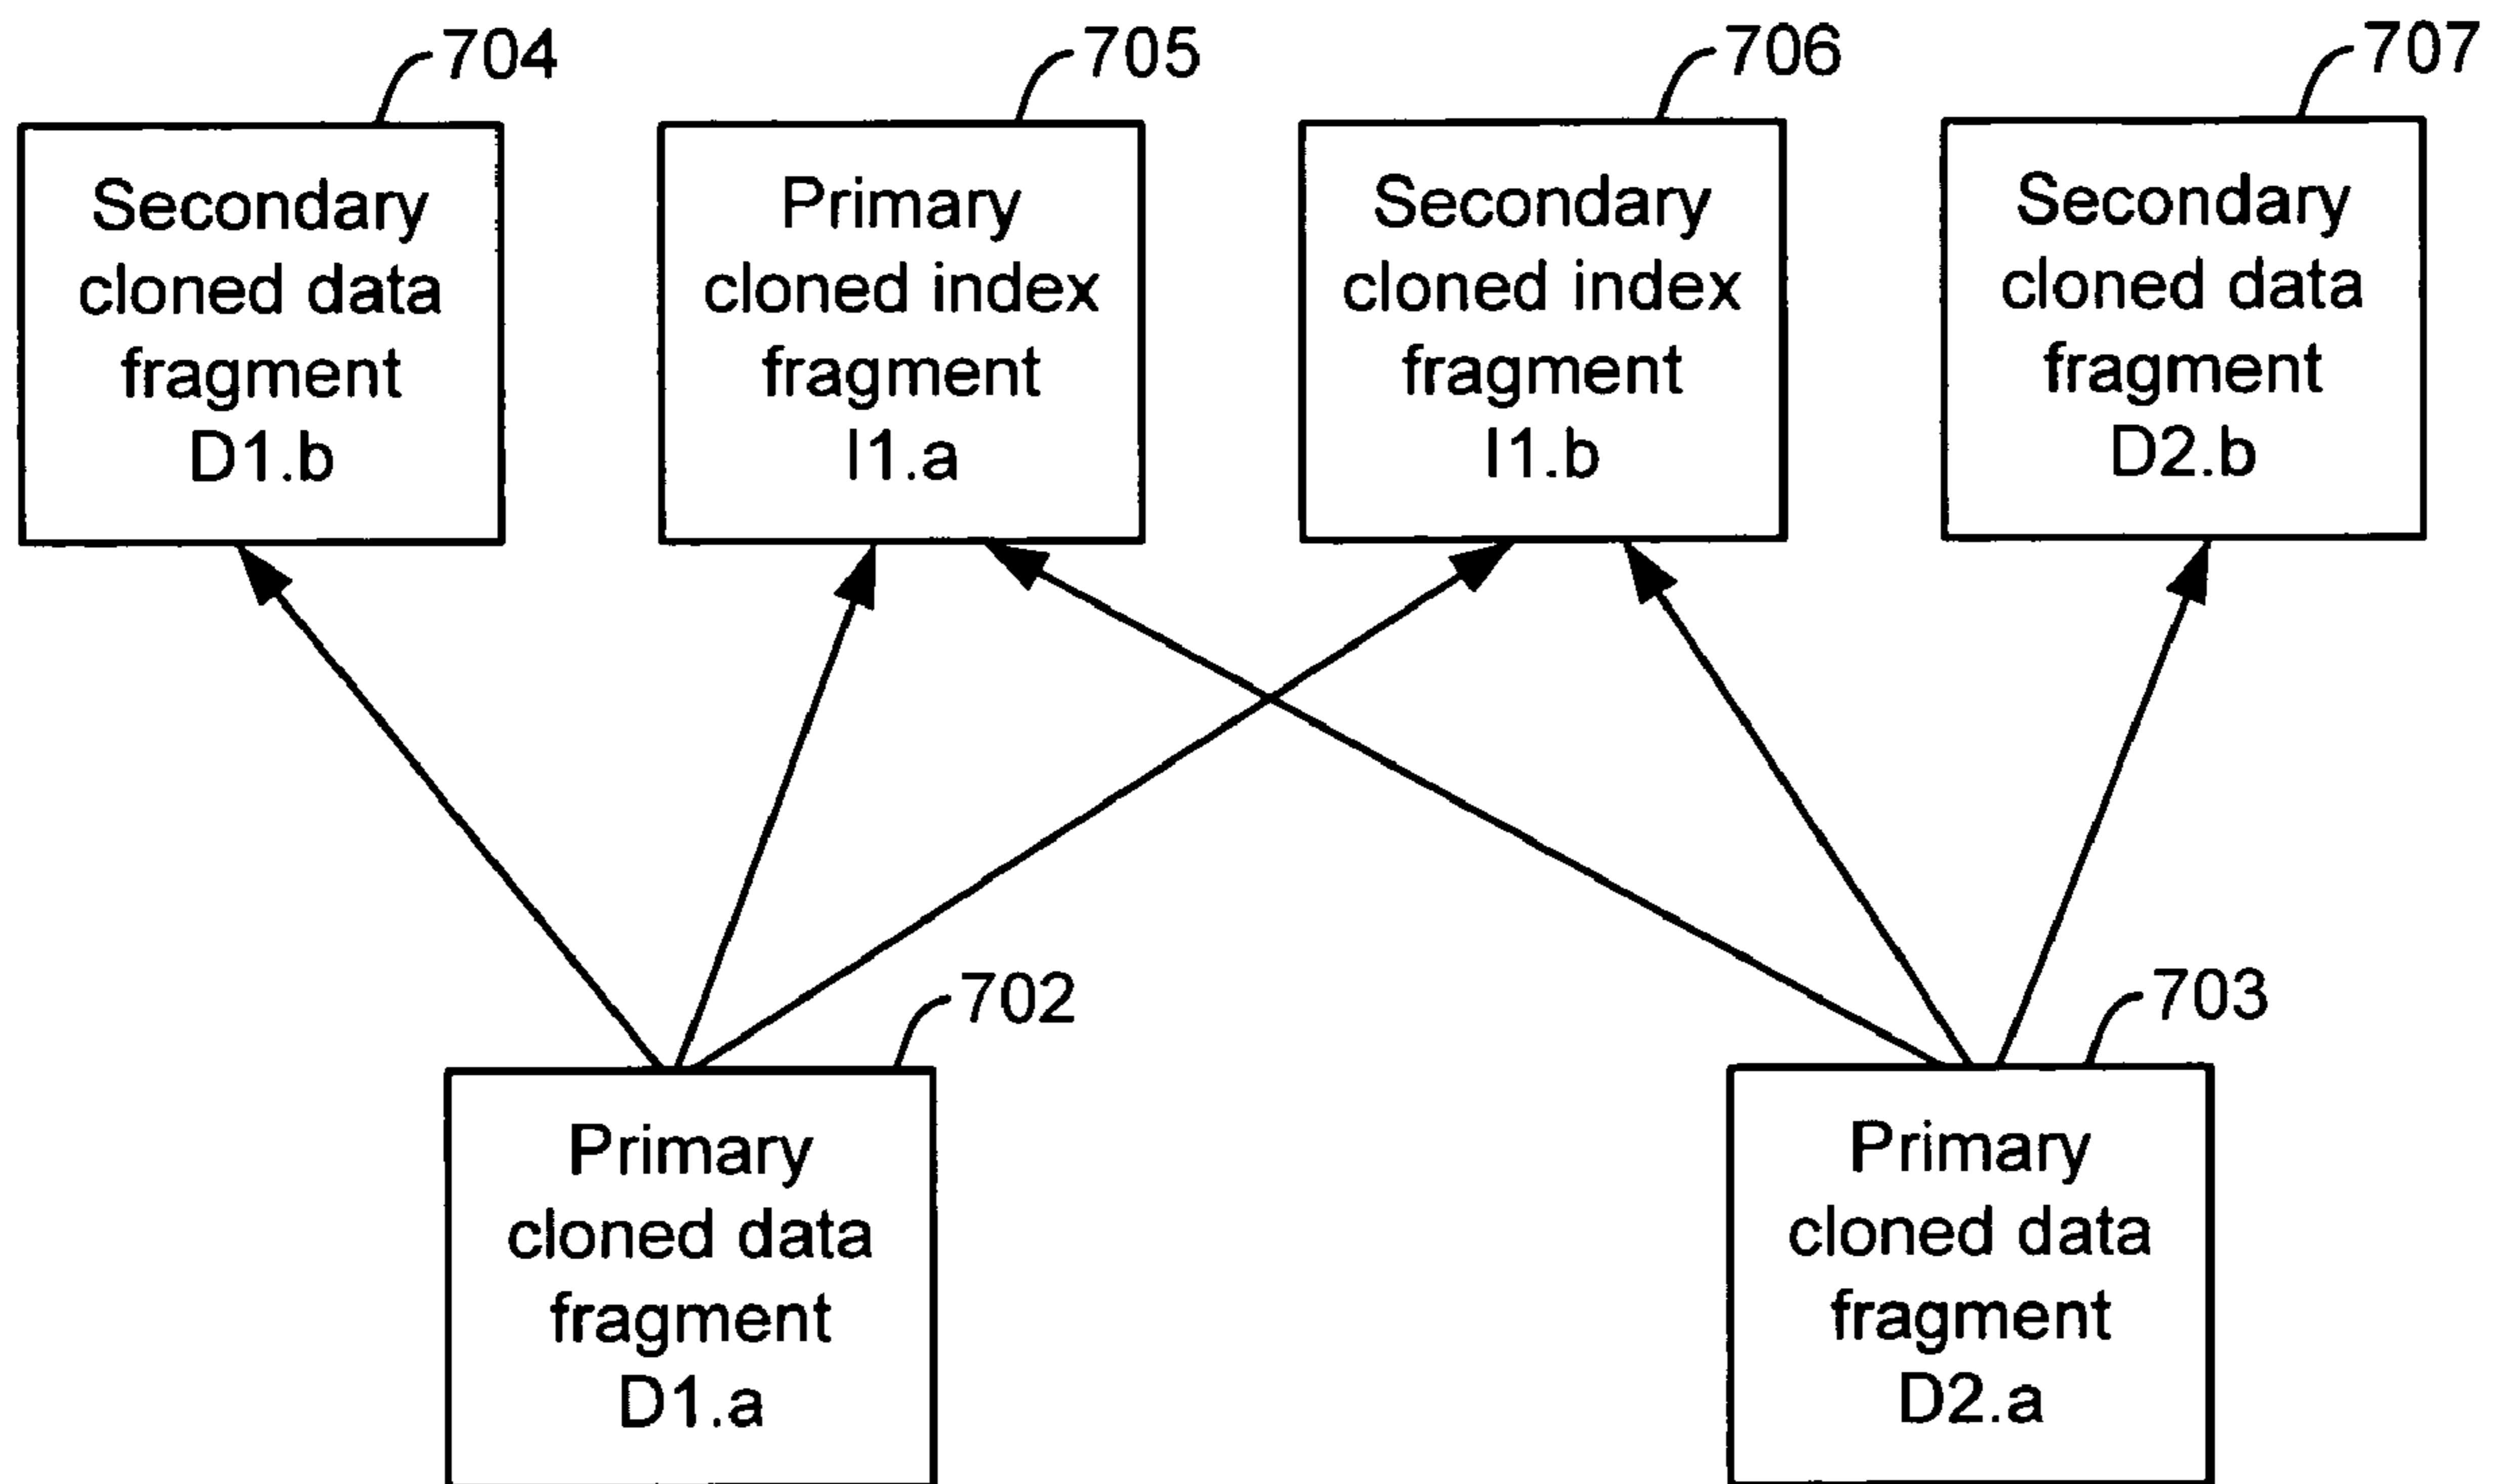 704
705
706
707
Secondary
cloned data
fragment
D1.b
Primary
cloned index
fragment
I1.a
Secondary
cloned index
fragment
I1.b
Secondary
cloned data
fragment
D2.b
702
703
Primary
cloned data
fragment
D1.a
Primary
cloned data
fragment
D2.a